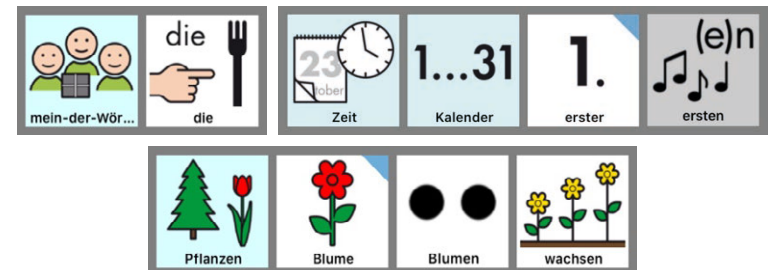 die
mein-der-Wör... die
23 tober
Zeit
1...31
Kalender
1.
erster
(e)n
ersten
Pflanzen Blume Blumen wachsen